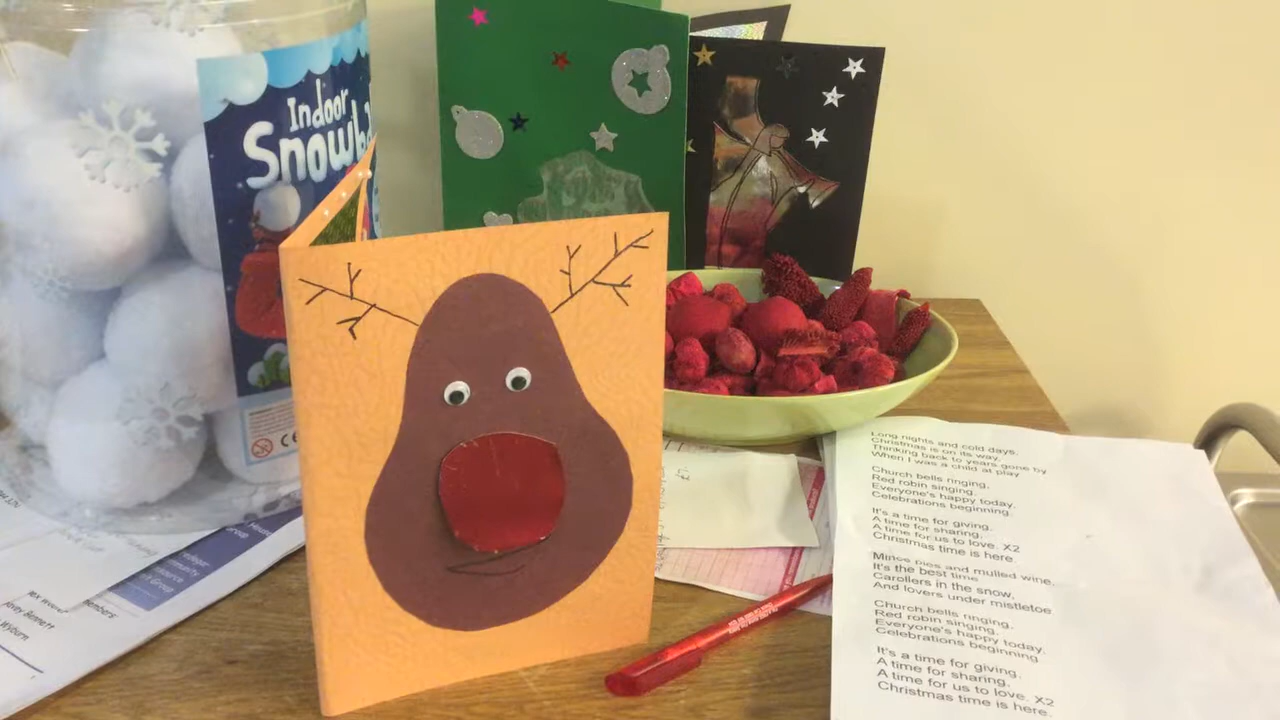 Indoor
Snowb
CE
Long nights and cold days,
Christmas is on its way,
Thinking back to years gone by
When I was a child at play
Church bells ringing,
Red robin singing,
Everyone's happy today.
Celebrations beginning.
It's a time for giving.
A time for sharing,
A time for us to love. X2
Christmas time is here.
Mince pies and mulled wine,
It's the best time
Carollers in the snow,
And lovers under mistletoe
Church bells ringing,
Red robin singing,
Everyone's happy today.
Celebrations beginning
It's a time for giving.
A time for sharing,
A time for us to love. X2
Christmas time is here.
embers
Bennett
Wyburn